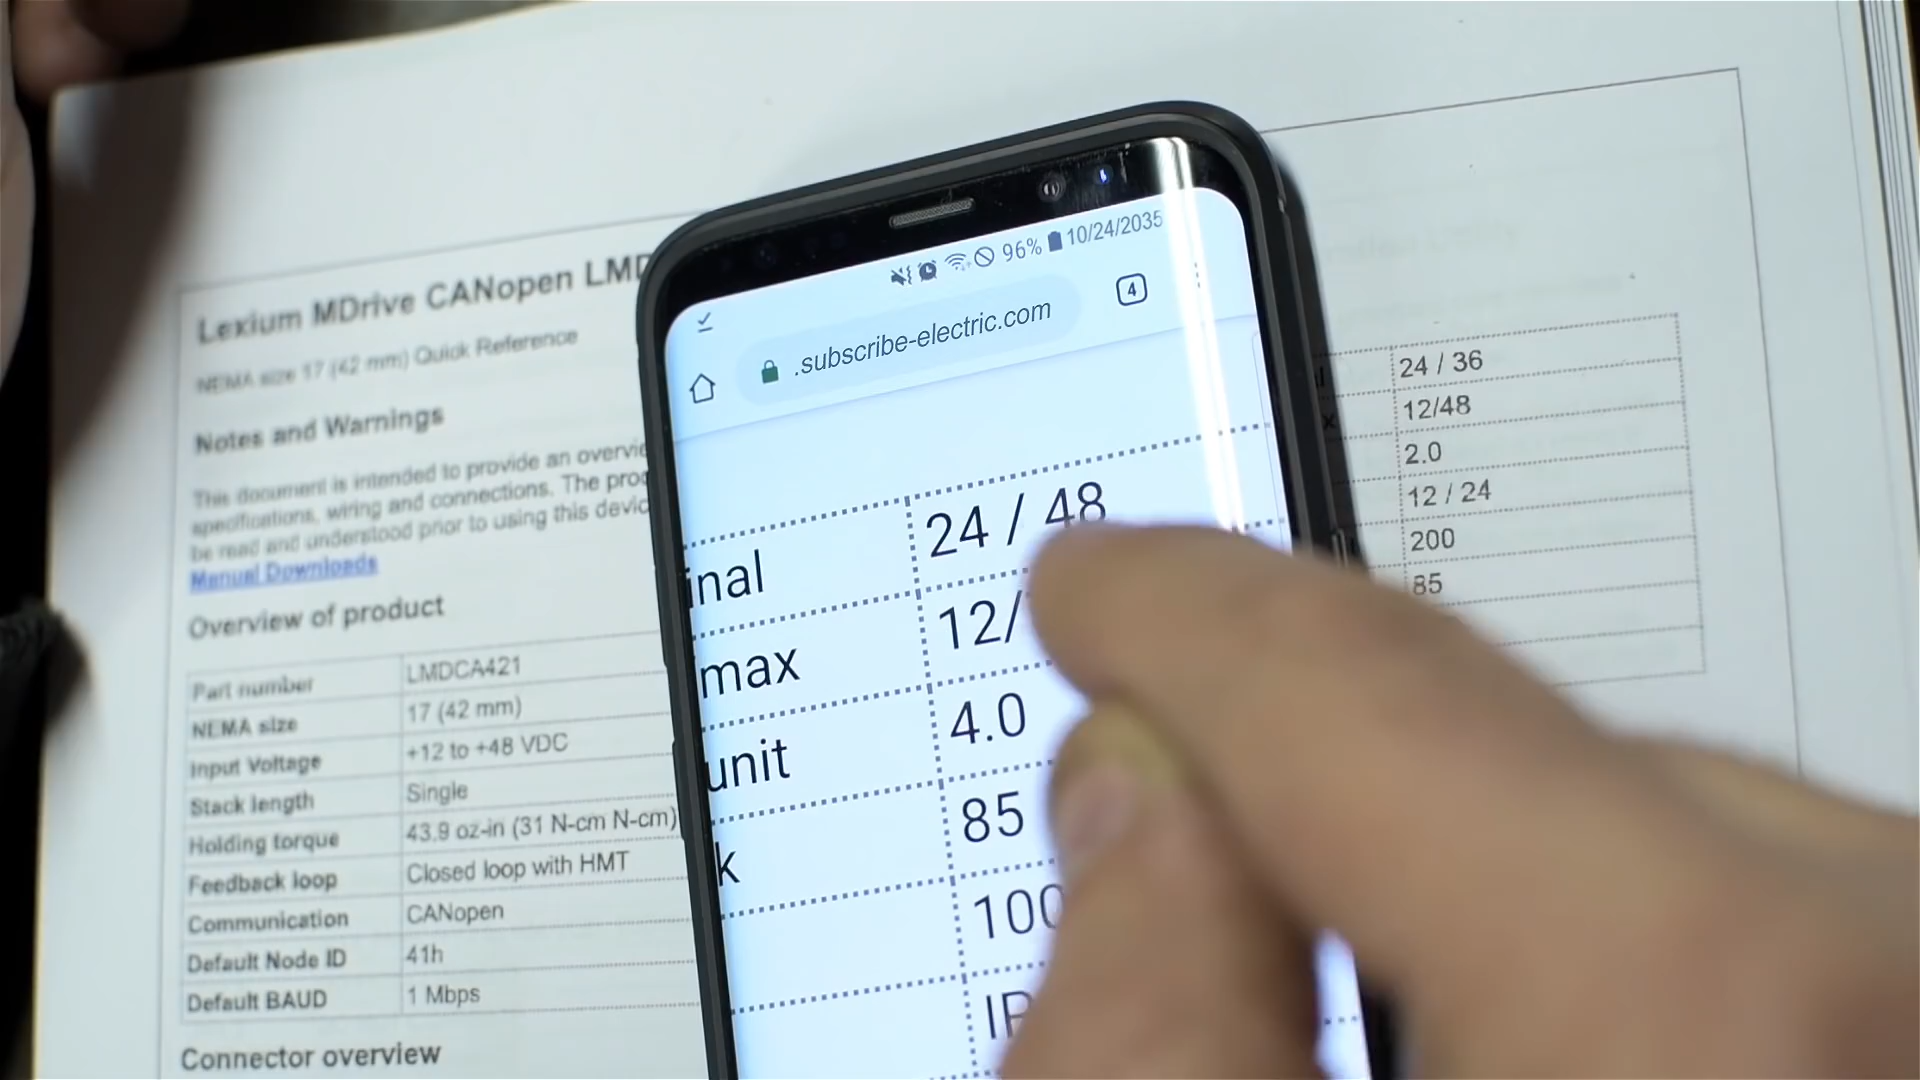 Lexium MDrive CANopen LMD
NEMA size 17 (42 mm) Quick Reference
Notes and Warnings
This document is intended to provide an overvie
specifications, wiring and connections. The proc
be read and understood prior to using this devic
Manual Downloads
Overview of product
Part number LMDCA421
NEMA size 17 (42 mm)
Input Voltage +12 to +48 VDC
Stack length Single
Holding torque 43.9 oz-in (31 N-cm N-cm)
Feedback loop Closed loop with HMT
Communication CANopen
Default Node ID 41h
Default BAUD 1 Mbps
Connector overview
96% 10/24/2035
.subscribe-electric.com 4
inal 24 / 48
max 12/
unit 4.0
k 85
100
IP
24 / 36
x 12/48
2.0
12 / 24
200
85